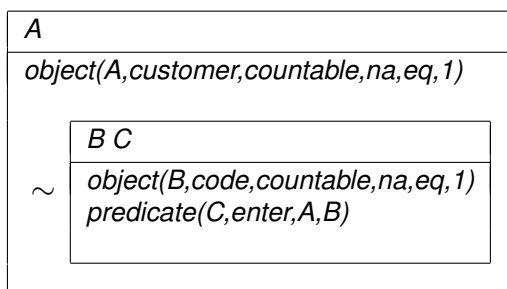 A
object(A,customer,countable,na,eq,1)
B C
object(B,code,countable,na,eq,1)
∼
predicate(C,enter,A,B)